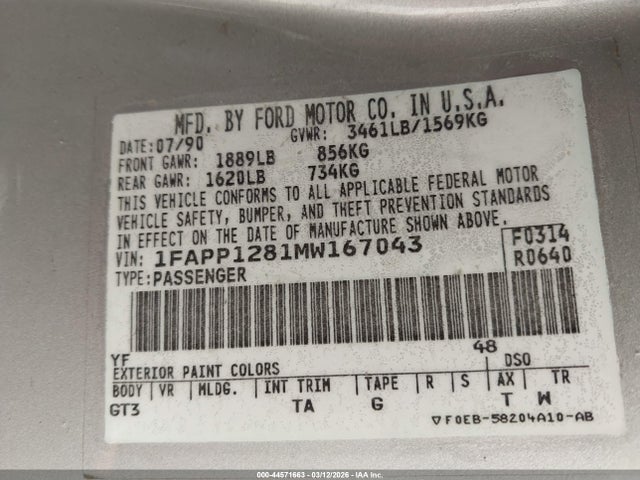 MFD. BY FORD MOTOR CO. IN U.S.A.
DATE: 07/90 GVWR: 3461LB/1569KG
FRONT GAWR: 1889LB 856KG
REAR GAWR: 1620LB 734KG
THIS VEHICLE CONFORMS TO ALL APPLICABLE FEDERAL MOTOR
VEHICLE SAFETY, BUMPER, AND THEFT PREVENTION STANDARDS
IN EFFECT ON THE DATE OF MANUFACTURE SHOWN ABOVE.
VIN: 1FAPP1281MW167043 F0314
TYPE: PASSENGER R0640
YF 48
EXTERIOR PAINT COLORS DSO
BODY VR MLDG. INT TRIM TAPE R S AX TR
GT3 TA G T W
▽F0EB-58204A10-AB
000-44571663 - 03/12/2026 - IAA Inc.